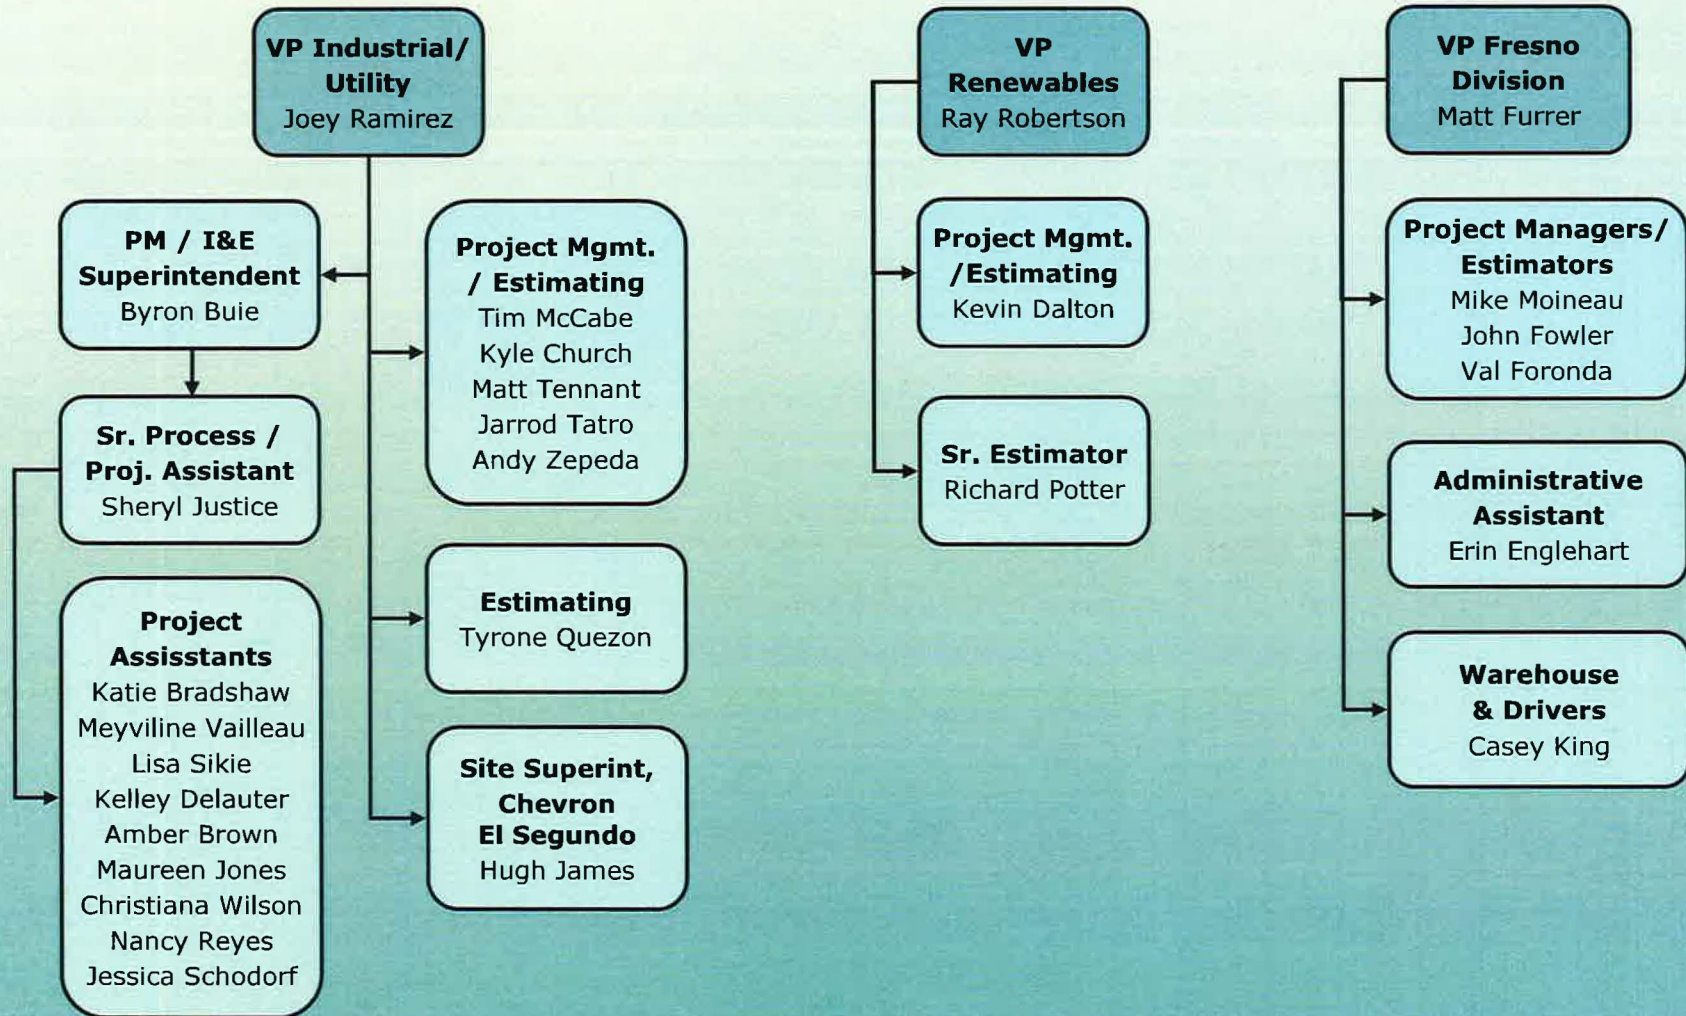 VP Industrial/
Utility
Joey Ramirez
PM / I&E
Superintendent
Byron Buie
Sr. Process /
Proj. Assistant
Sheryl Justice
Project
Assisstants
Katie Bradshaw
Meyviline Vailleau
Lisa Sikie
Kelley Delauter
Amber Brown
Maureen Jones
Christiana Wilson
Nancy Reyes
Jessica Schodorf
Project Mgmt.
/ Estimating
Tim McCabe
Kyle Church
Matt Tennant
Jarrod Tatro
Andy Zepeda
Estimating
Tyrone Quezon
Site Superint,
Chevron
El Segundo
Hugh James
VP
Renewables
Ray Robertson
Project Mgmt.
/Estimating
Kevin Dalton
Sr. Estimator
Richard Potter
VP Fresno
Division
Matt Furrer
Project Managers/
Estimators
Mike Moineau
John Fowler
Val Foronda
Administrative
Assistant
Erin Englehart
Warehouse
& Drivers
Casey King